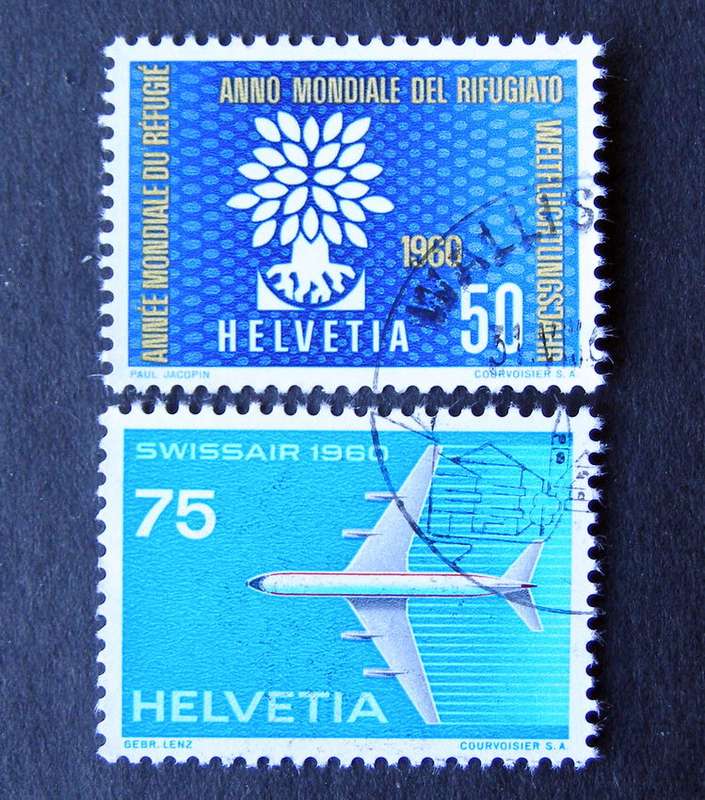 ANNÉE MONDIALE DU RÉFUGIÉ
ANNO MONDIALE DEL RIFUGIATO
WELTFLÜCHTLINGSJAHR
1960
HELVETIA 50
PAUL JACOPIN COURVOISIER S.A
WALLIS
SWISSAIR 1960
75
HELVETIA
GEBR. LENZ COURVOISIER S.A.